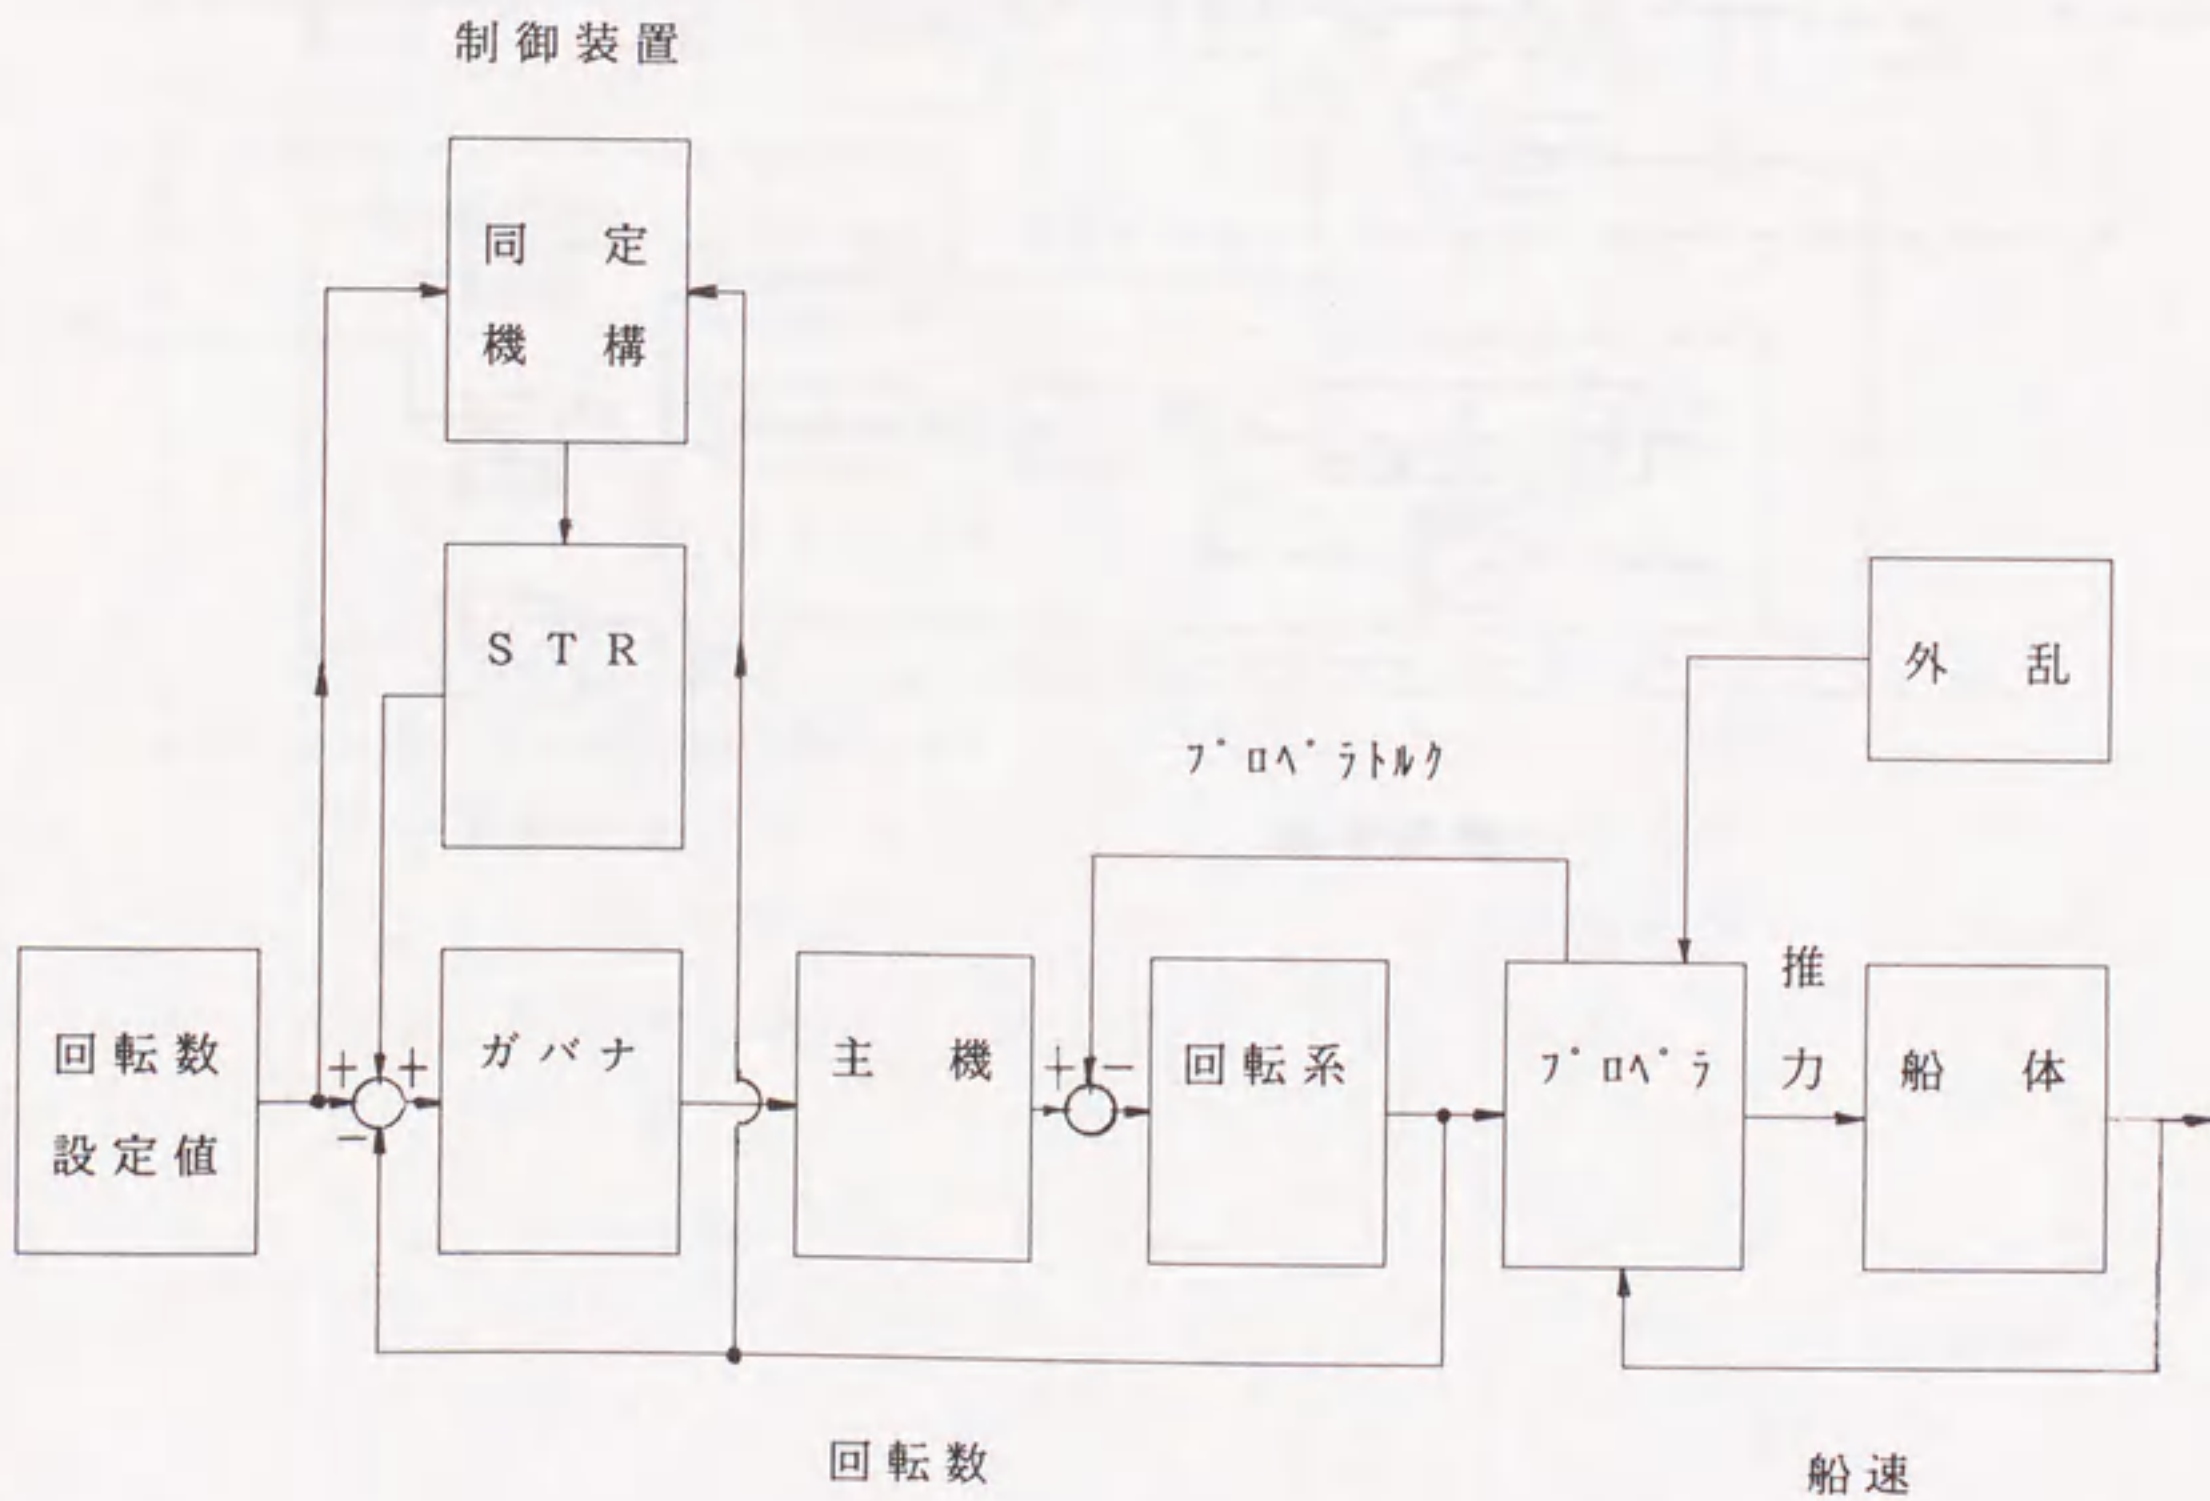 制御装置
同定
機構
STR
外乱
ﾌﾟﾛﾍﾟﾗﾄﾙｸ
回転数
設定値
+
+
−
ガバナ
主機
+
−
回転系
ﾌﾟﾛﾍﾟﾗ
推
力
船体
回転数
船速